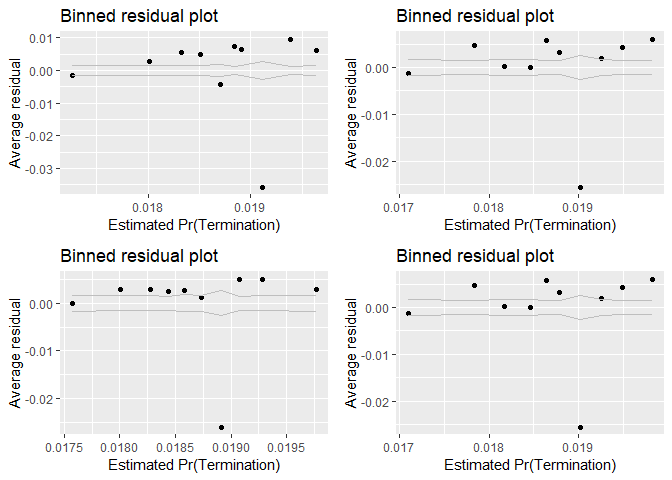 Binned residual plot
0.01
0.00
-0.01
-0.02
-0.03
Average residual
0.018 0.019
Estimated Pr(Termination)
Binned residual plot
0.00
-0.01
-0.02
Average residual
0.017 0.018 0.019
Estimated Pr(Termination)
Binned residual plot
0.00
-0.01
-0.02
Average residual
0.0175 0.0180 0.0185 0.0190 0.0195
Estimated Pr(Termination)
Binned residual plot
0.00
-0.01
-0.02
Average residual
0.017 0.018 0.019
Estimated Pr(Termination)